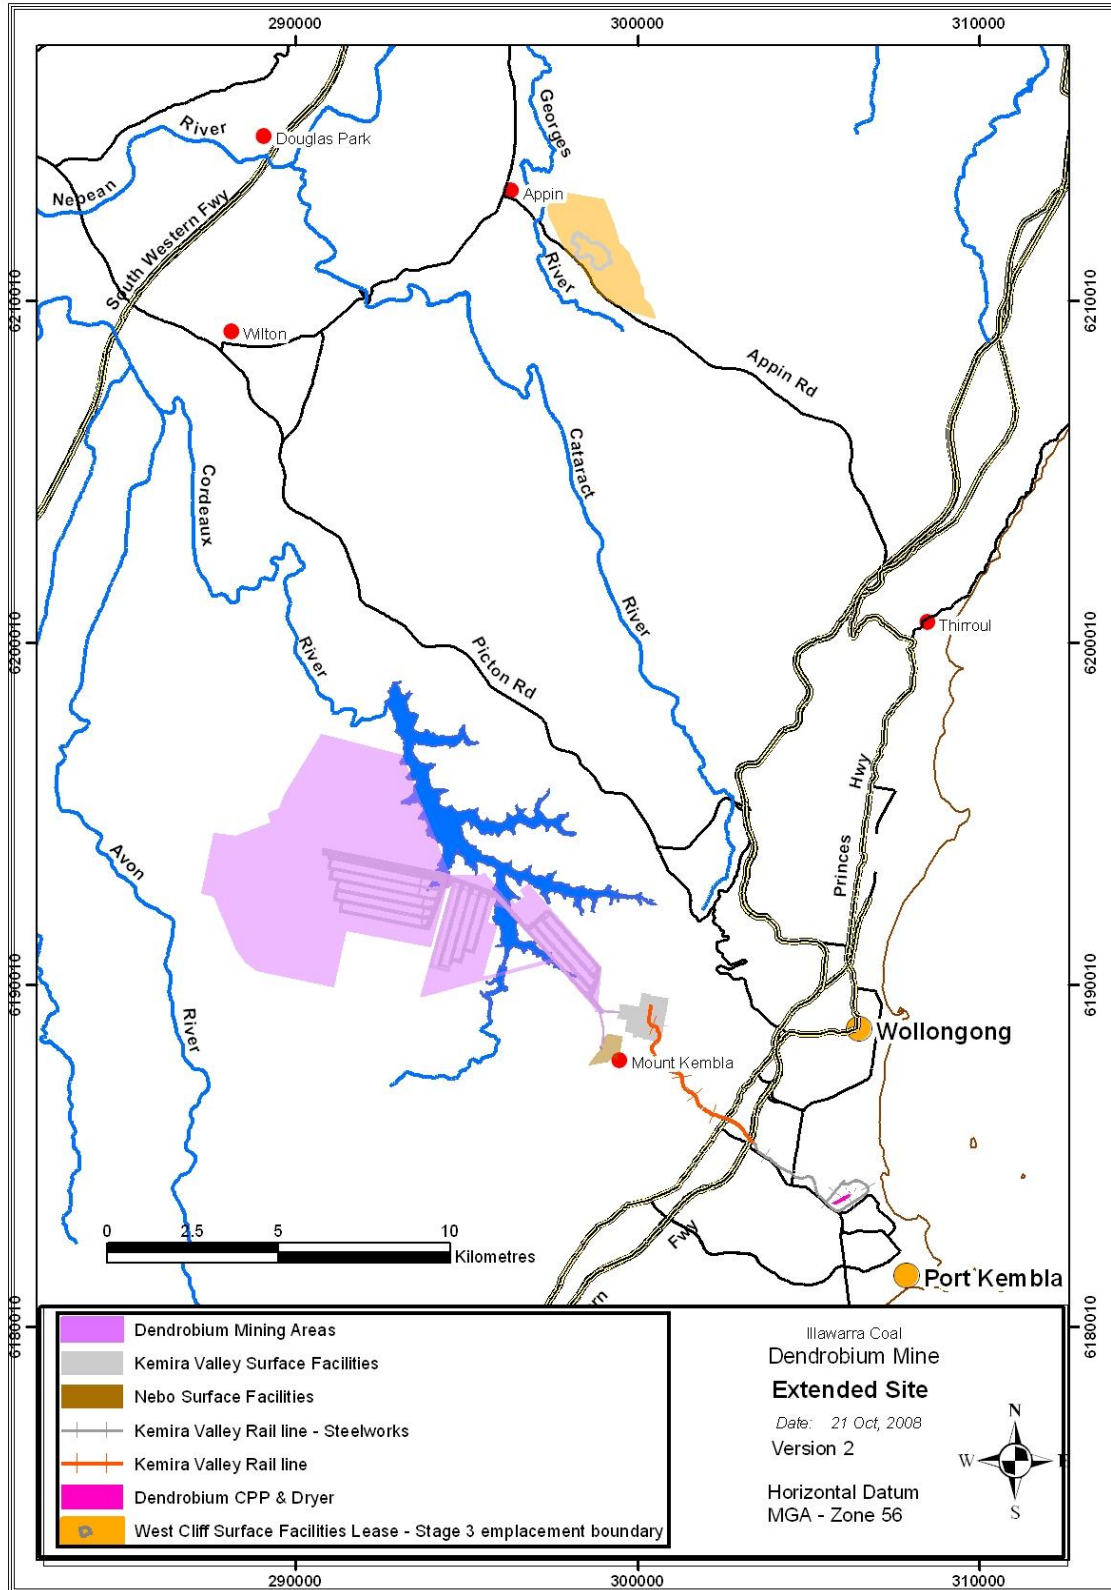 290000
300000
310000
River
Douglas Park
Georges
Nepean
Appin
South Western Fwy
River
6210010
6210010
Wilton
Appin Rd
Cataract
Cordeaux
Thirroul
River
6200010
6200010
River
Picton Rd
Hwy
Princes
Avon
6190010
6190010
River
Wollongong
Mount Kembla
0
2.5
5
10
Kilometres
Fwy
Port Kembla
rn
6180010
6180010
Dendrobium Mining Areas
Kemira Valley Surface Facilities
Nebo Surface Facilities
Kemira Valley Rail line - Steelworks
Kemira Valley Rail line
Dendrobium CPP & Dryer
West Cliff Surface Facilities Lease - Stage 3 emplacement boundary
Illawarra Coal
Dendrobium Mine
Extended Site
Date: 21 Oct, 2008
Version 2
Horizontal Datum
MGA - Zone 56
N
W
S
290000
300000
310000